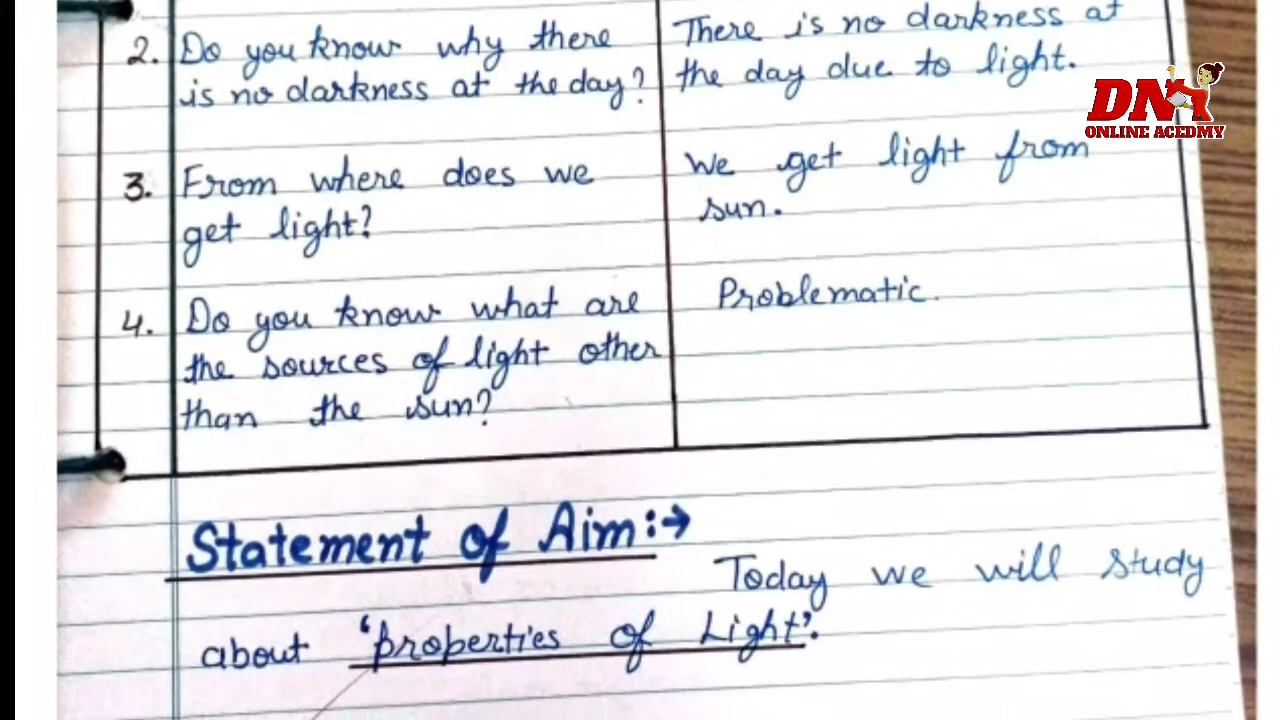 2. Do you know why there
is no darkness at the day?
There is no darkness at
the day due to light.
3. From where does we
get light?
We get light from
sun.
4. Do you know what are
the sources of light other
than the sun?
Problematic.
Statement of Aim:→
Today we will study
about 'properties of Light'.
DNA
ONLINE ACEDMY